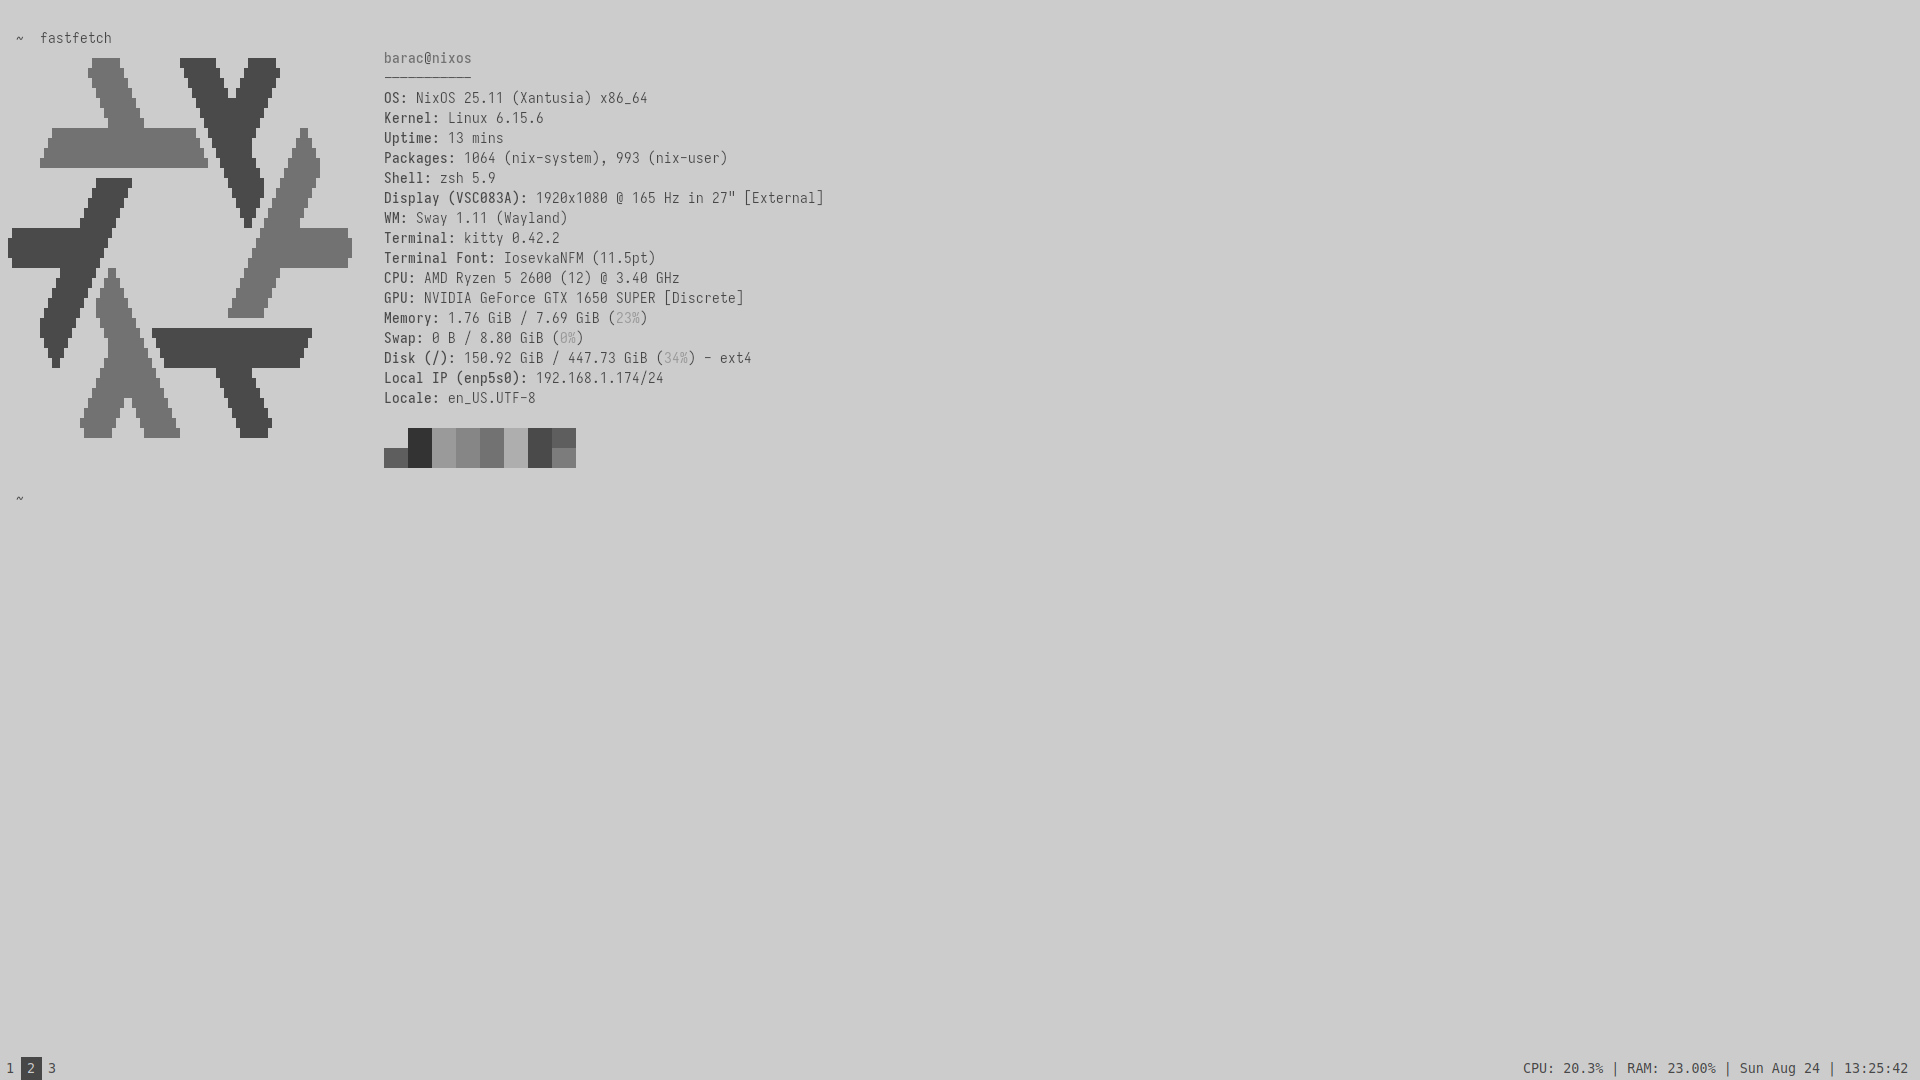 ~ fastfetch
barac@nixos
-----------
OS: NixOS 25.11 (Xantusia) x86_64
Kernel: Linux 6.15.6
Uptime: 13 mins
Packages: 1064 (nix-system), 993 (nix-user)
Shell: zsh 5.9
Display (VSC083A): 1920x1080 @ 165 Hz in 27" [External]
WM: Sway 1.11 (Wayland)
Terminal: kitty 0.42.2
Terminal Font: IosevkaNFM (11.5pt)
CPU: AMD Ryzen 5 2600 (12) @ 3.40 GHz
GPU: NVIDIA GeForce GTX 1650 SUPER [Discrete]
Memory: 1.76 GiB / 7.69 GiB (23%)
Swap: 0 B / 8.80 GiB (0%)
Disk (/): 150.92 GiB / 447.73 GiB (34%) - ext4
Local IP (enp5s0): 192.168.1.174/24
Locale: en_US.UTF-8
~
1 2 3
CPU: 20.3% | RAM: 23.00% | Sun Aug 24 | 13:25:42